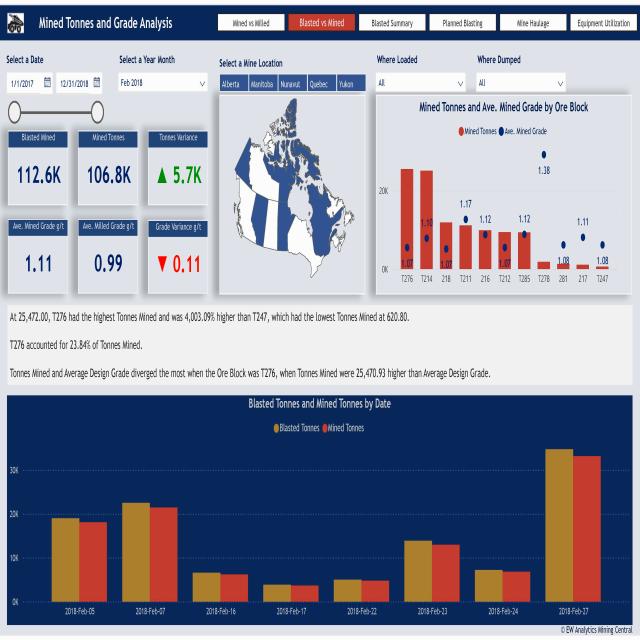 Mined Tonnes and Grade Analysis
Mined vs Milled
Blasted vs Mined
Blasted Summary
Planned Blasting
Mine Haulage
Equipment Utilization
Select a Date
Select a Year Month
Select a Mine Location
Where Loaded
Where Dumped
1/1/2017
12/31/2018
Feb 2018
Alberta
Manitoba
Nunavut
Quebec
Yukon
All
All
Blasted Mined
Mined Tonnes
Tonnes Variance
112.6K
106.8K
▲ 5.7K
Ave. Mined Grade g/t
Ave. Milled Grade g/t
Grade Variance g/t
1.11
0.99
▼ 0.11
Mined Tonnes and Ave. Mined Grade by Ore Block
Mined Tonnes
Ave. Mined Grade
20K
0K
1.07
1.10
1.07
1.17
1.12
1.07
1.12
1.38
1.08
1.11
1.08
T276
T214
218
T211
216
T212
T285
T278
281
217
T247
At 25,472.00, T276 had the highest Tonnes Mined and was 4,003.09% higher than T247, which had the lowest Tonnes Mined at 620.80.
T276 accounted for 23.84% of Tonnes Mined.
Tonnes Mined and Average Design Grade diverged the most when the Ore Block was T276, when Tonnes Mined were 25,470.93 higher than Average Design Grade.
Blasted Tonnes and Mined Tonnes by Date
Blasted Tonnes
Mined Tonnes
30K
20K
10K
0K
2018-Feb-05
2018-Feb-07
2018-Feb-16
2018-Feb-17
2018-Feb-22
2018-Feb-23
2018-Feb-24
2018-Feb-27
© EW Analytics Mining Central